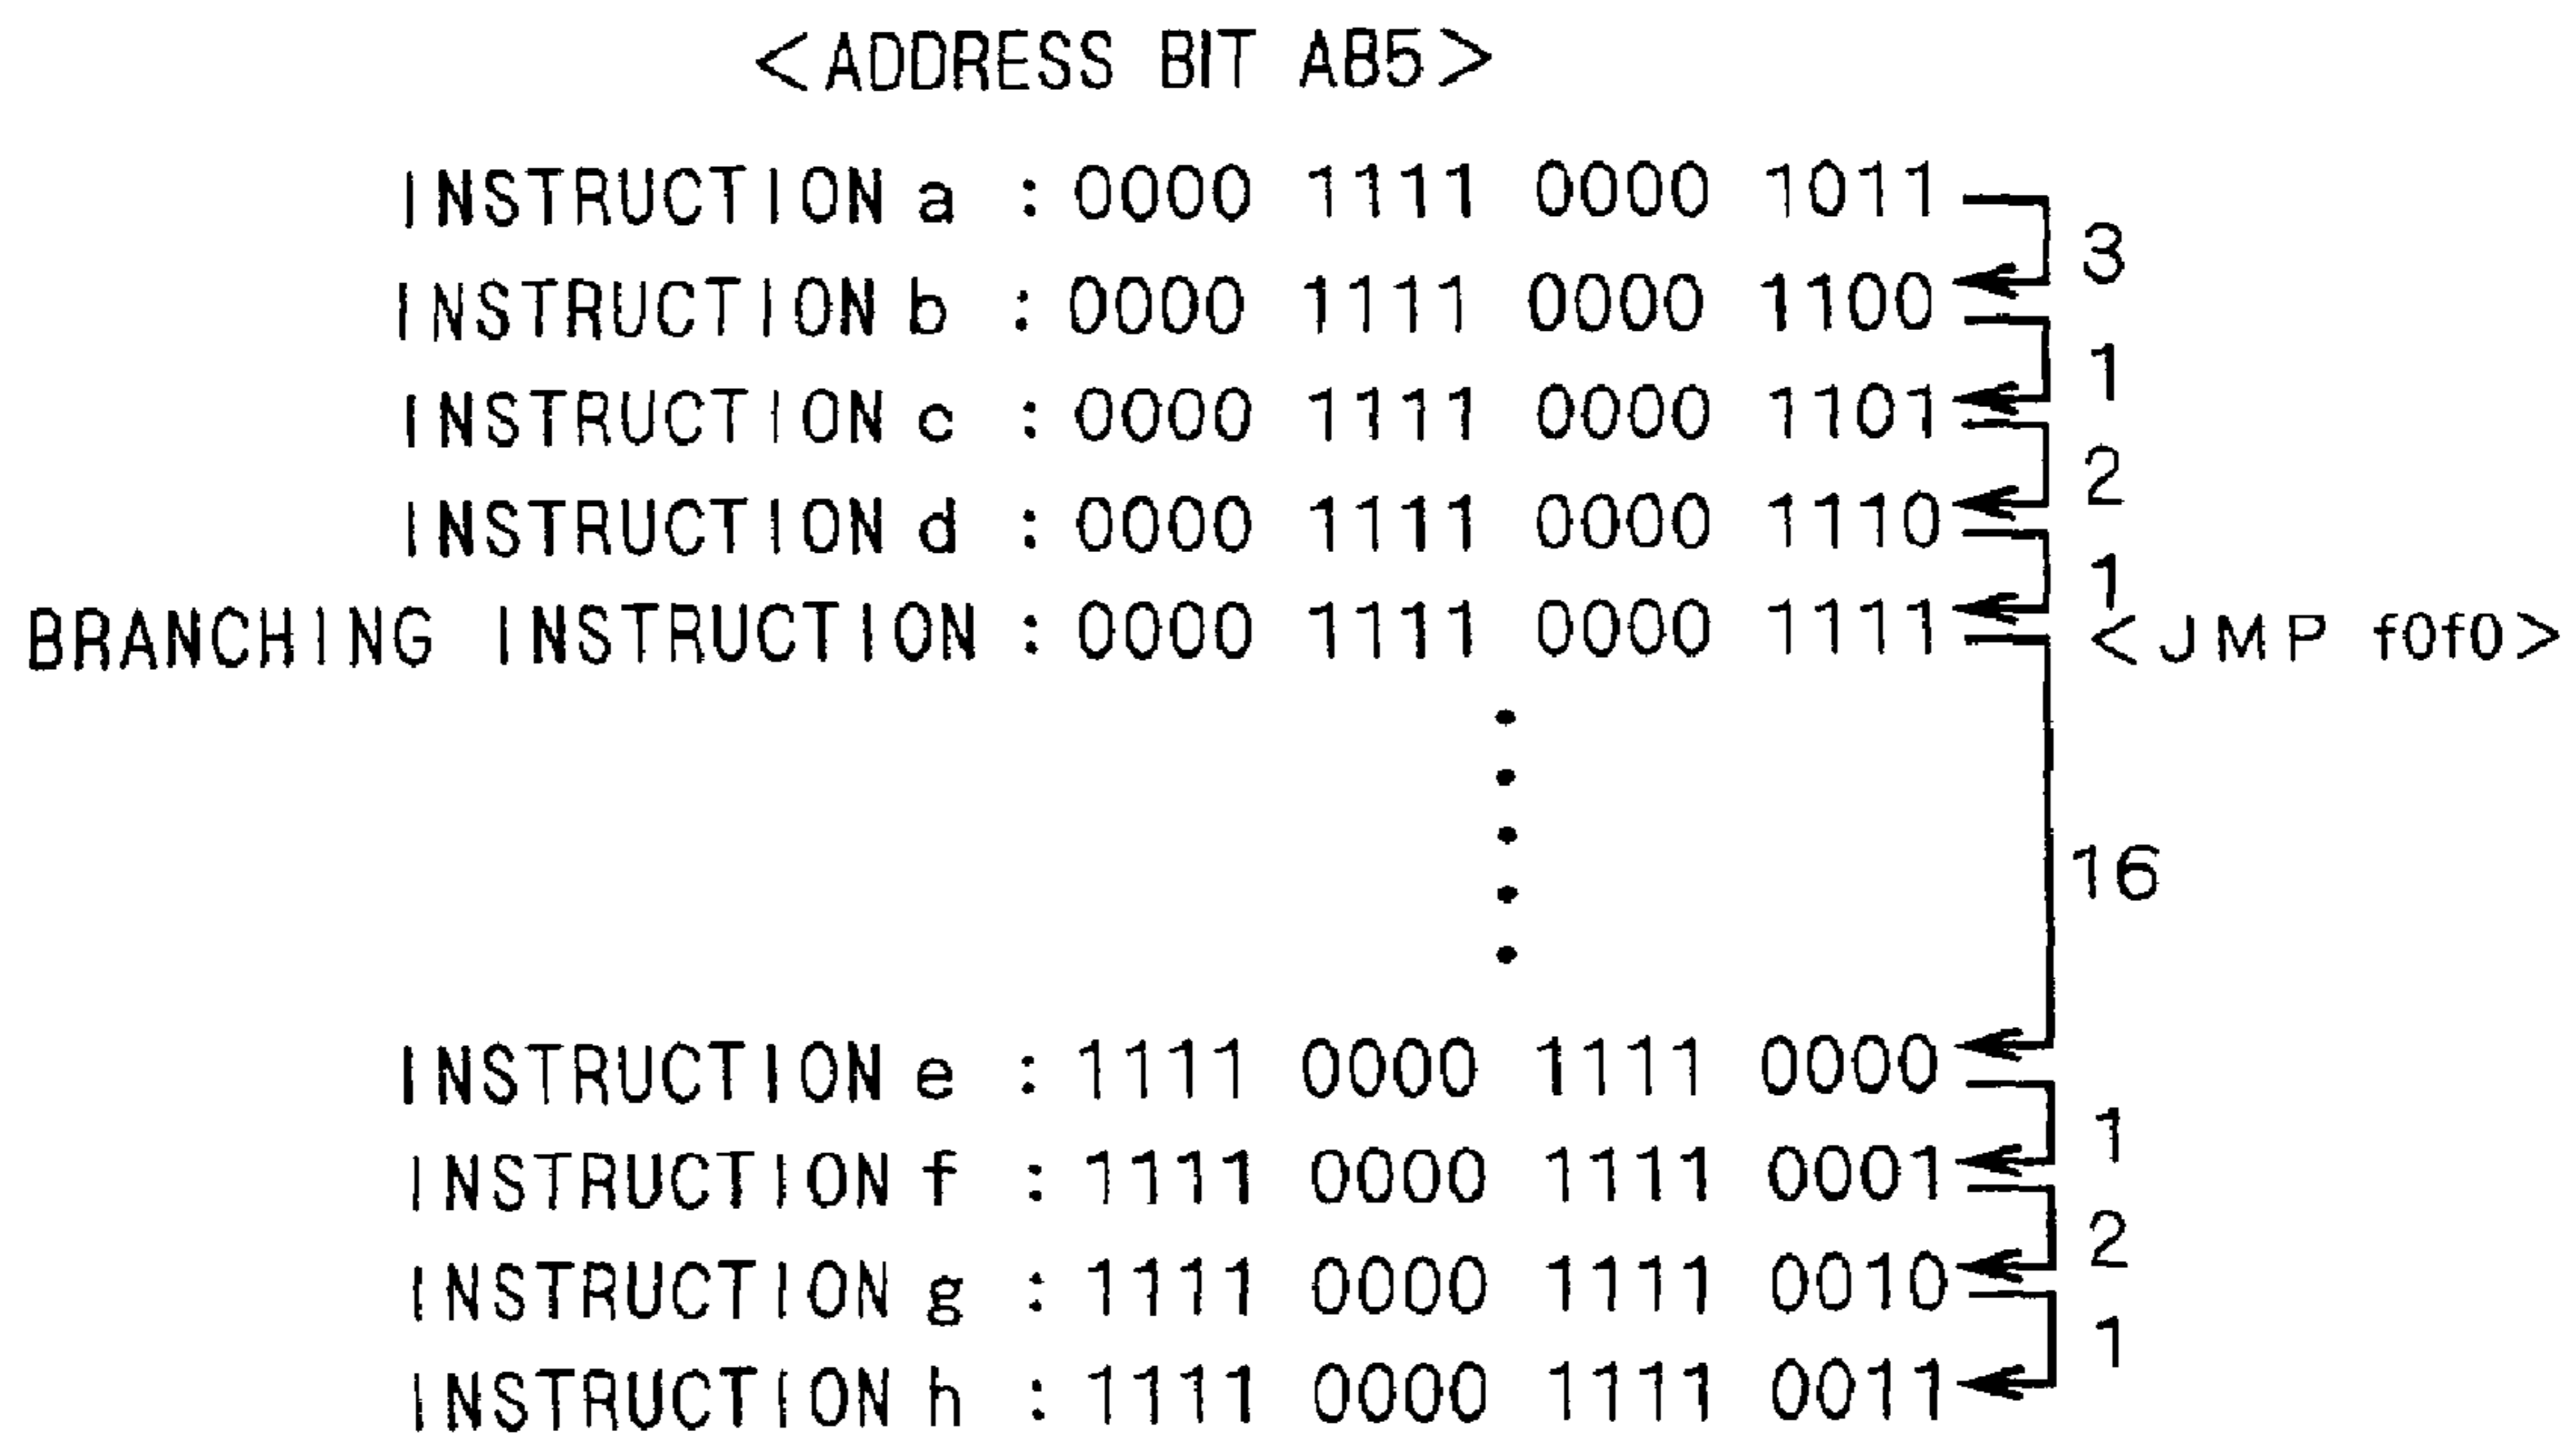 <ADDRESS BIT AB5>
INSTRUCTION a : 0000 1111 0000 1011
3
INSTRUCTION b : 0000 1111 0000 1100
1
INSTRUCTION c : 0000 1111 0000 1101
2
INSTRUCTION d : 0000 1111 0000 1110
1
BRANCHING INSTRUCTION : 0000 1111 0000 1111 <JMP f0f0>
16
INSTRUCTION e : 1111 0000 1111 0000
1
INSTRUCTION f : 1111 0000 1111 0001
2
INSTRUCTION g : 1111 0000 1111 0010
1
INSTRUCTION h : 1111 0000 1111 0011